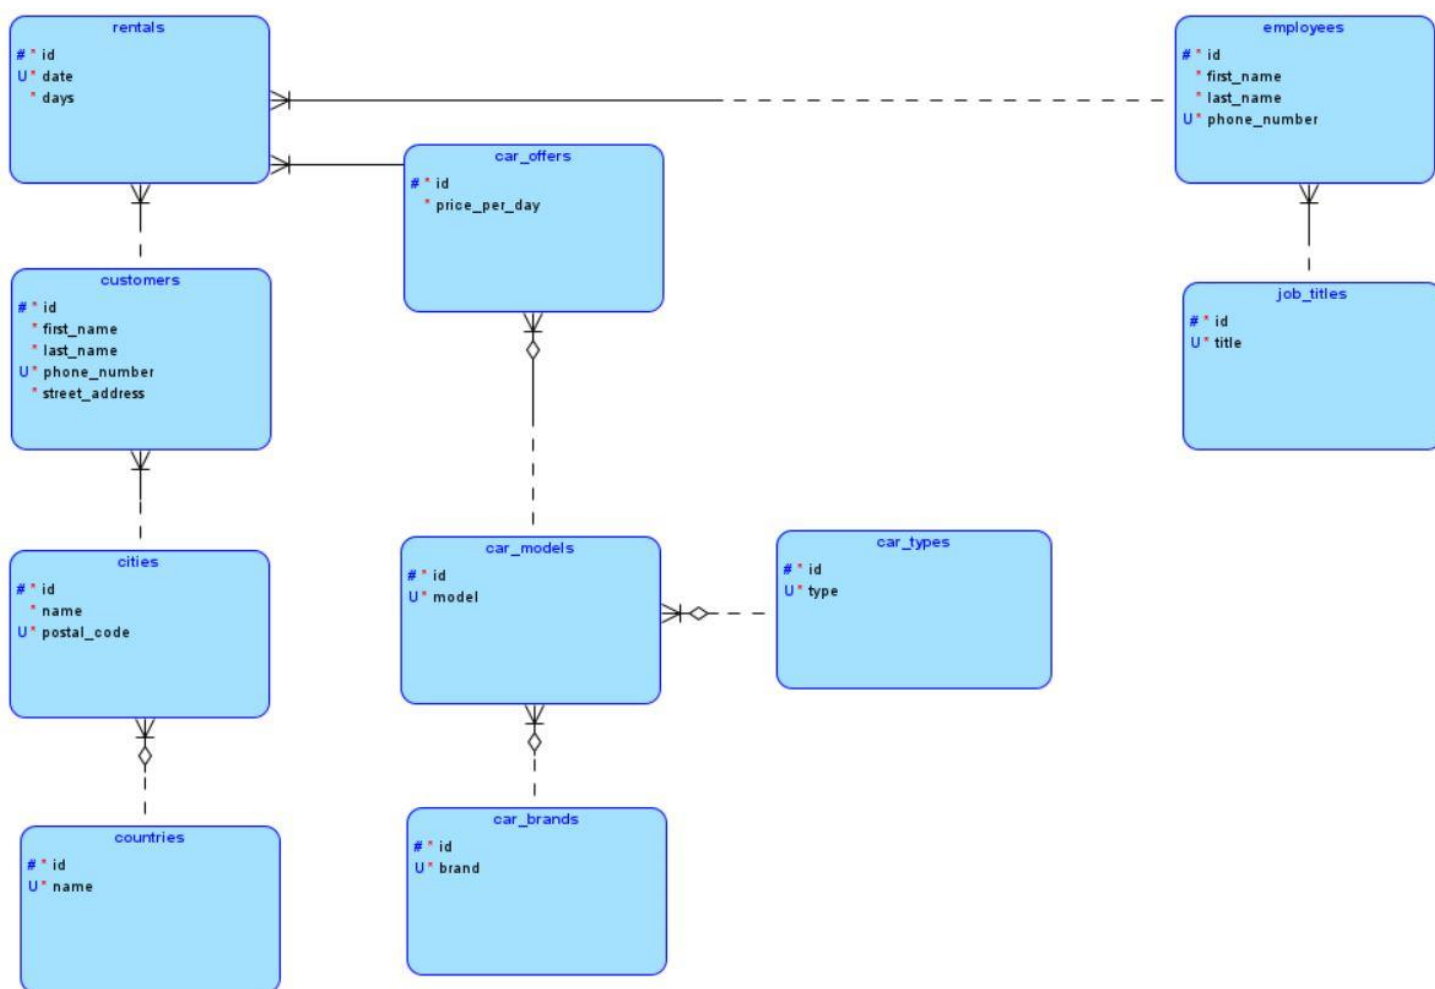 rentals
# * id
U * date
* days
employees
# * id
* first_name
* last_name
U * phone_number
car_offers
# * id
* price_per_day
customers
# * id
* first_name
* last_name
U * phone_number
* street_address
job_titles
# * id
U * title
cities
# * id
* name
U * postal_code
car_models
# * id
U * model
car_types
# * id
U * type
countries
# * id
U * name
car_brands
# * id
U * brand